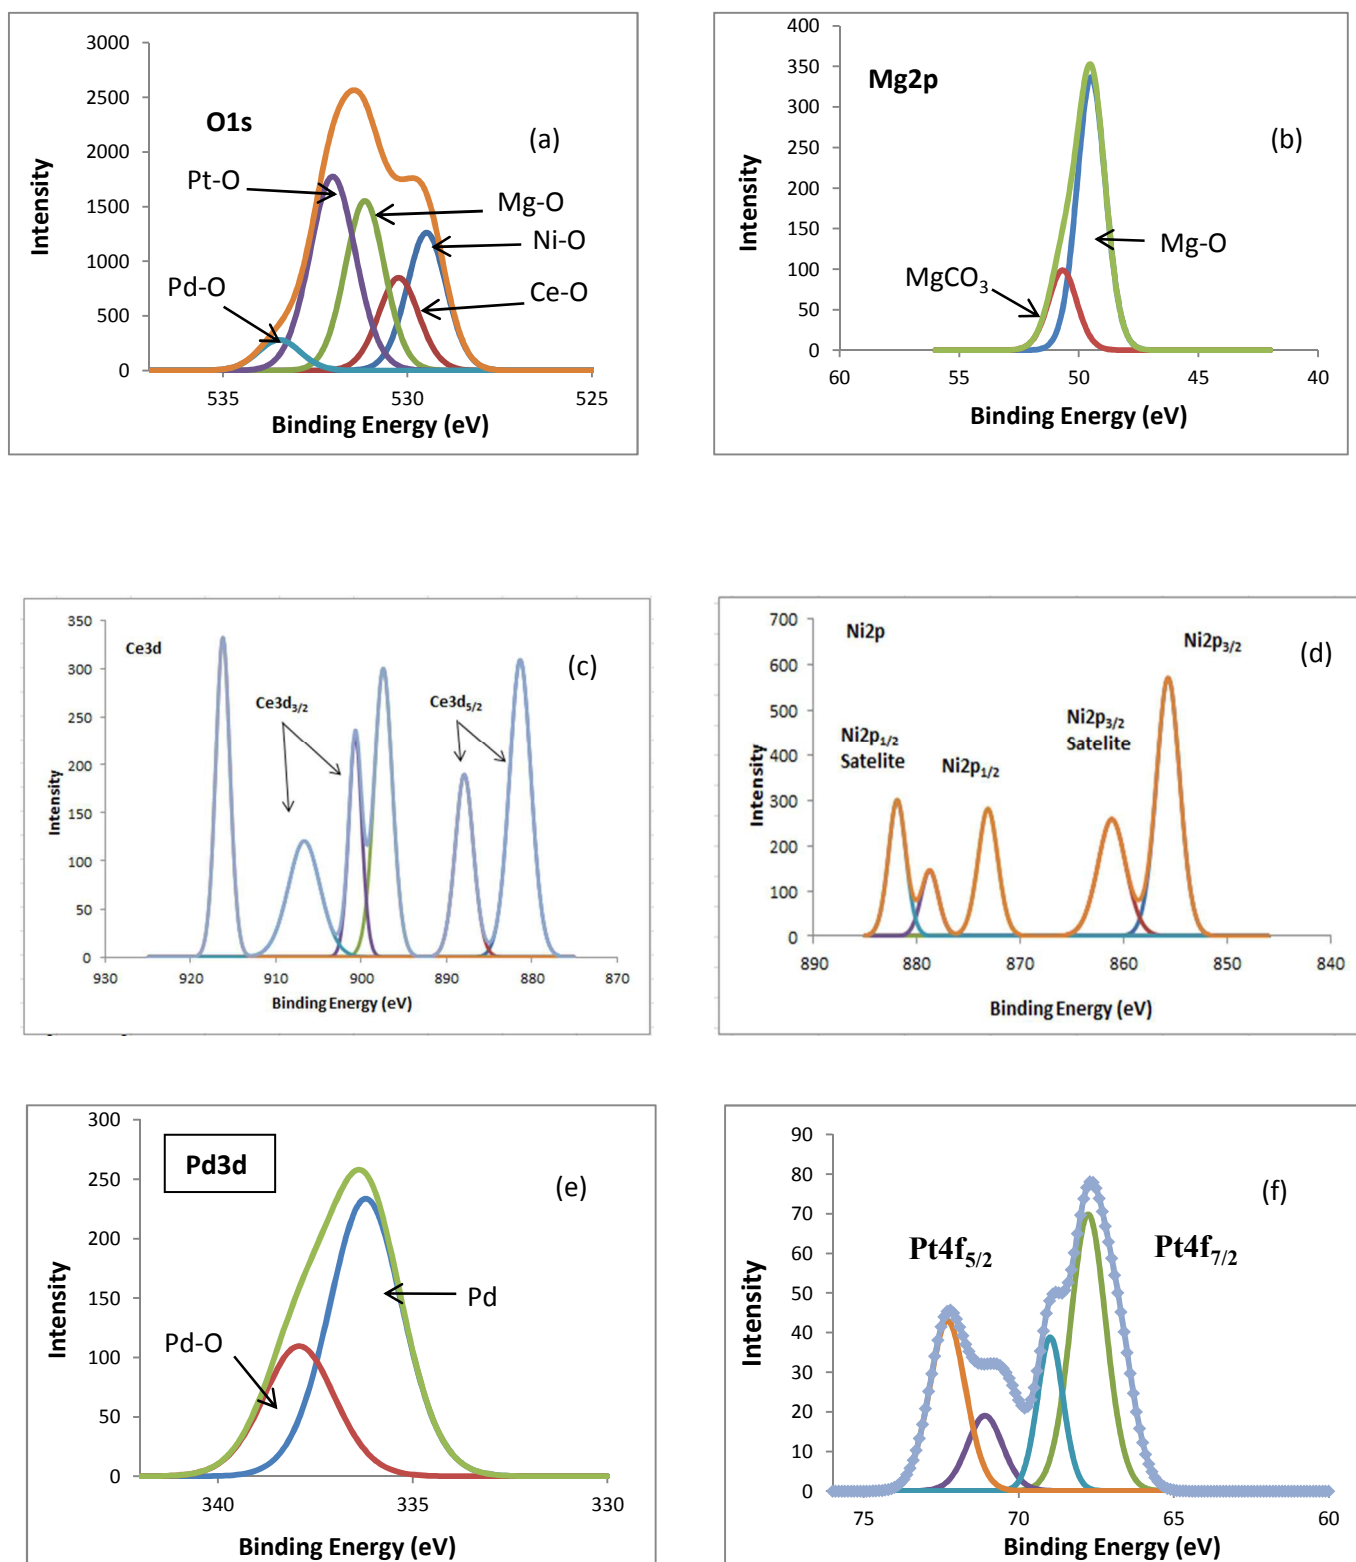 3000
2500
2000
1500
1000
500
0
535
530
525
Intensity
Binding Energy (eV)
O1s
(a)
Pt-O
Mg-O
Ni-O
Pd-O
Ce-O
400
350
300
250
200
150
100
50
0
60
55
50
45
40
Intensity
Binding Energy (eV)
Mg2p
(b)
Mg-O
MgCO3
350
300
250
200
150
100
50
0
930
920
910
900
890
880
870
Intensity
Binding Energy (eV)
Ce3d
(c)
Ce3d3/2
Ce3d5/2
700
600
500
400
300
200
100
0
890
880
870
860
850
840
Intensity
Binding Energy (eV)
Ni2p
(d)
Ni2p3/2
Ni2p3/2
Satelite
Ni2p1/2
Satelite
Ni2p1/2
300
250
200
150
100
50
0
340
335
330
Intensity
Binding Energy (eV)
Pd3d
(e)
Pd
Pd-O
90
80
70
60
50
40
30
20
10
0
75
70
65
60
Intensity
Binding Energy (eV)
(f)
Pt4f5/2
Pt4f7/2